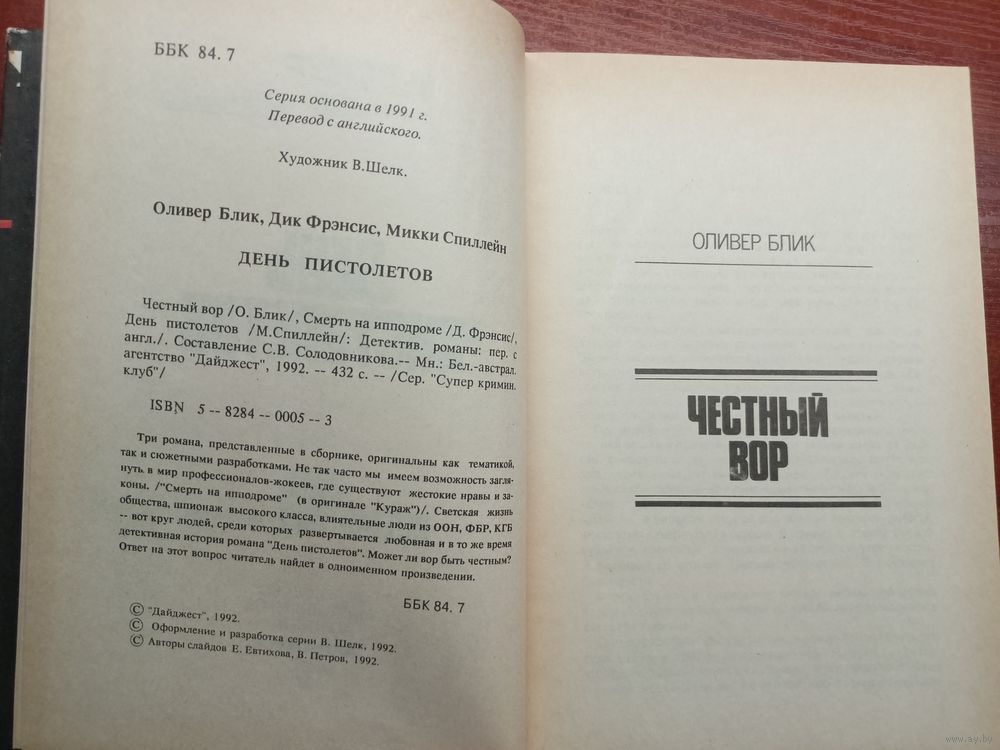 ББК 84. 7
Серия основана в 1991 г.
Перевод с английского.
Художник В.Шелк.
Оливер Блик, Дик Фрэнсис, Микки Спиллейн
ДЕНЬ ПИСТОЛЕТОВ
Честный вор /О. Блик/, Смерть на ипподроме /Д. Фрэнсис/,
День пистолетов /М.Спиллейн/: Детектив. романы: пер. с
англ./. Составление С.В. Солодовникова.-- Мн.: Бел.-австрал.
агентство "Дайджест", 1992. -- 432 с. -- /Сер. "Супер кримин.
клуб"/
ISBN 5 -- 8284 -- 0005 -- 3
Три романа, представленные в сборнике, оригинальны как тематикой,
так и сюжетными разработками. Не так часто мы имеем возможность загля-
нуть в мир профессионалов-жокеев, где существуют жестокие нравы и за-
коны. /"Смерть на ипподроме" (в оригинале "Кураж")/. Светская жизнь
общества, шпионаж высокого класса, влиятельные люди из ООН, ФБР, КГБ
-- вот круг людей, среди которых развертывается любовная и в то же время
детективная история романа "День пистолетов". Может ли вор быть честным?
Ответ на этот вопрос читатель найдет в одноименном произведении.
ББК 84. 7
© "Дайджест", 1992.
© Оформление и разработка серии В. Шелк, 1992.
© Авторы слайдов Е. Евтихова, В. Петров, 1992.
ОЛИВЕР БЛИК
ЧЕСТНЫЙ
ВОР
www.ay.by